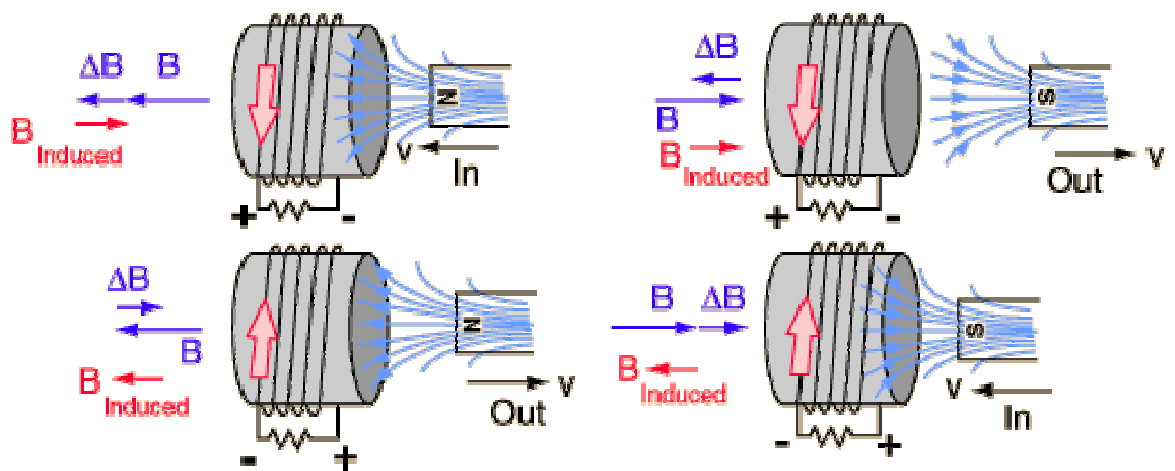 ΔB B
B
Induced
N
v
In
+ -
ΔB
B
B
Induced
S
v
Out
+ -
ΔB
B
B
Induced
N
v
Out
- +
B ΔB
B
Induced
S
v
In
- +